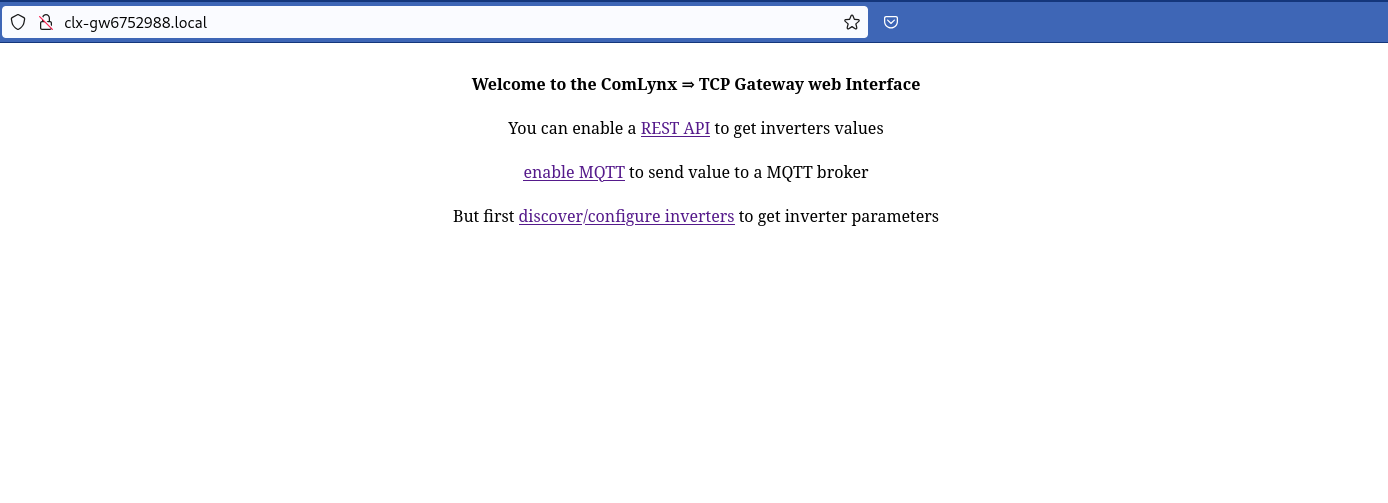 clx-gw6752988.local
Welcome to the ComLynx ⇒ TCP Gateway web Interface
You can enable a REST API to get inverters values
enable MQTT to send value to a MQTT broker
But first discover/configure inverters to get inverter parameters